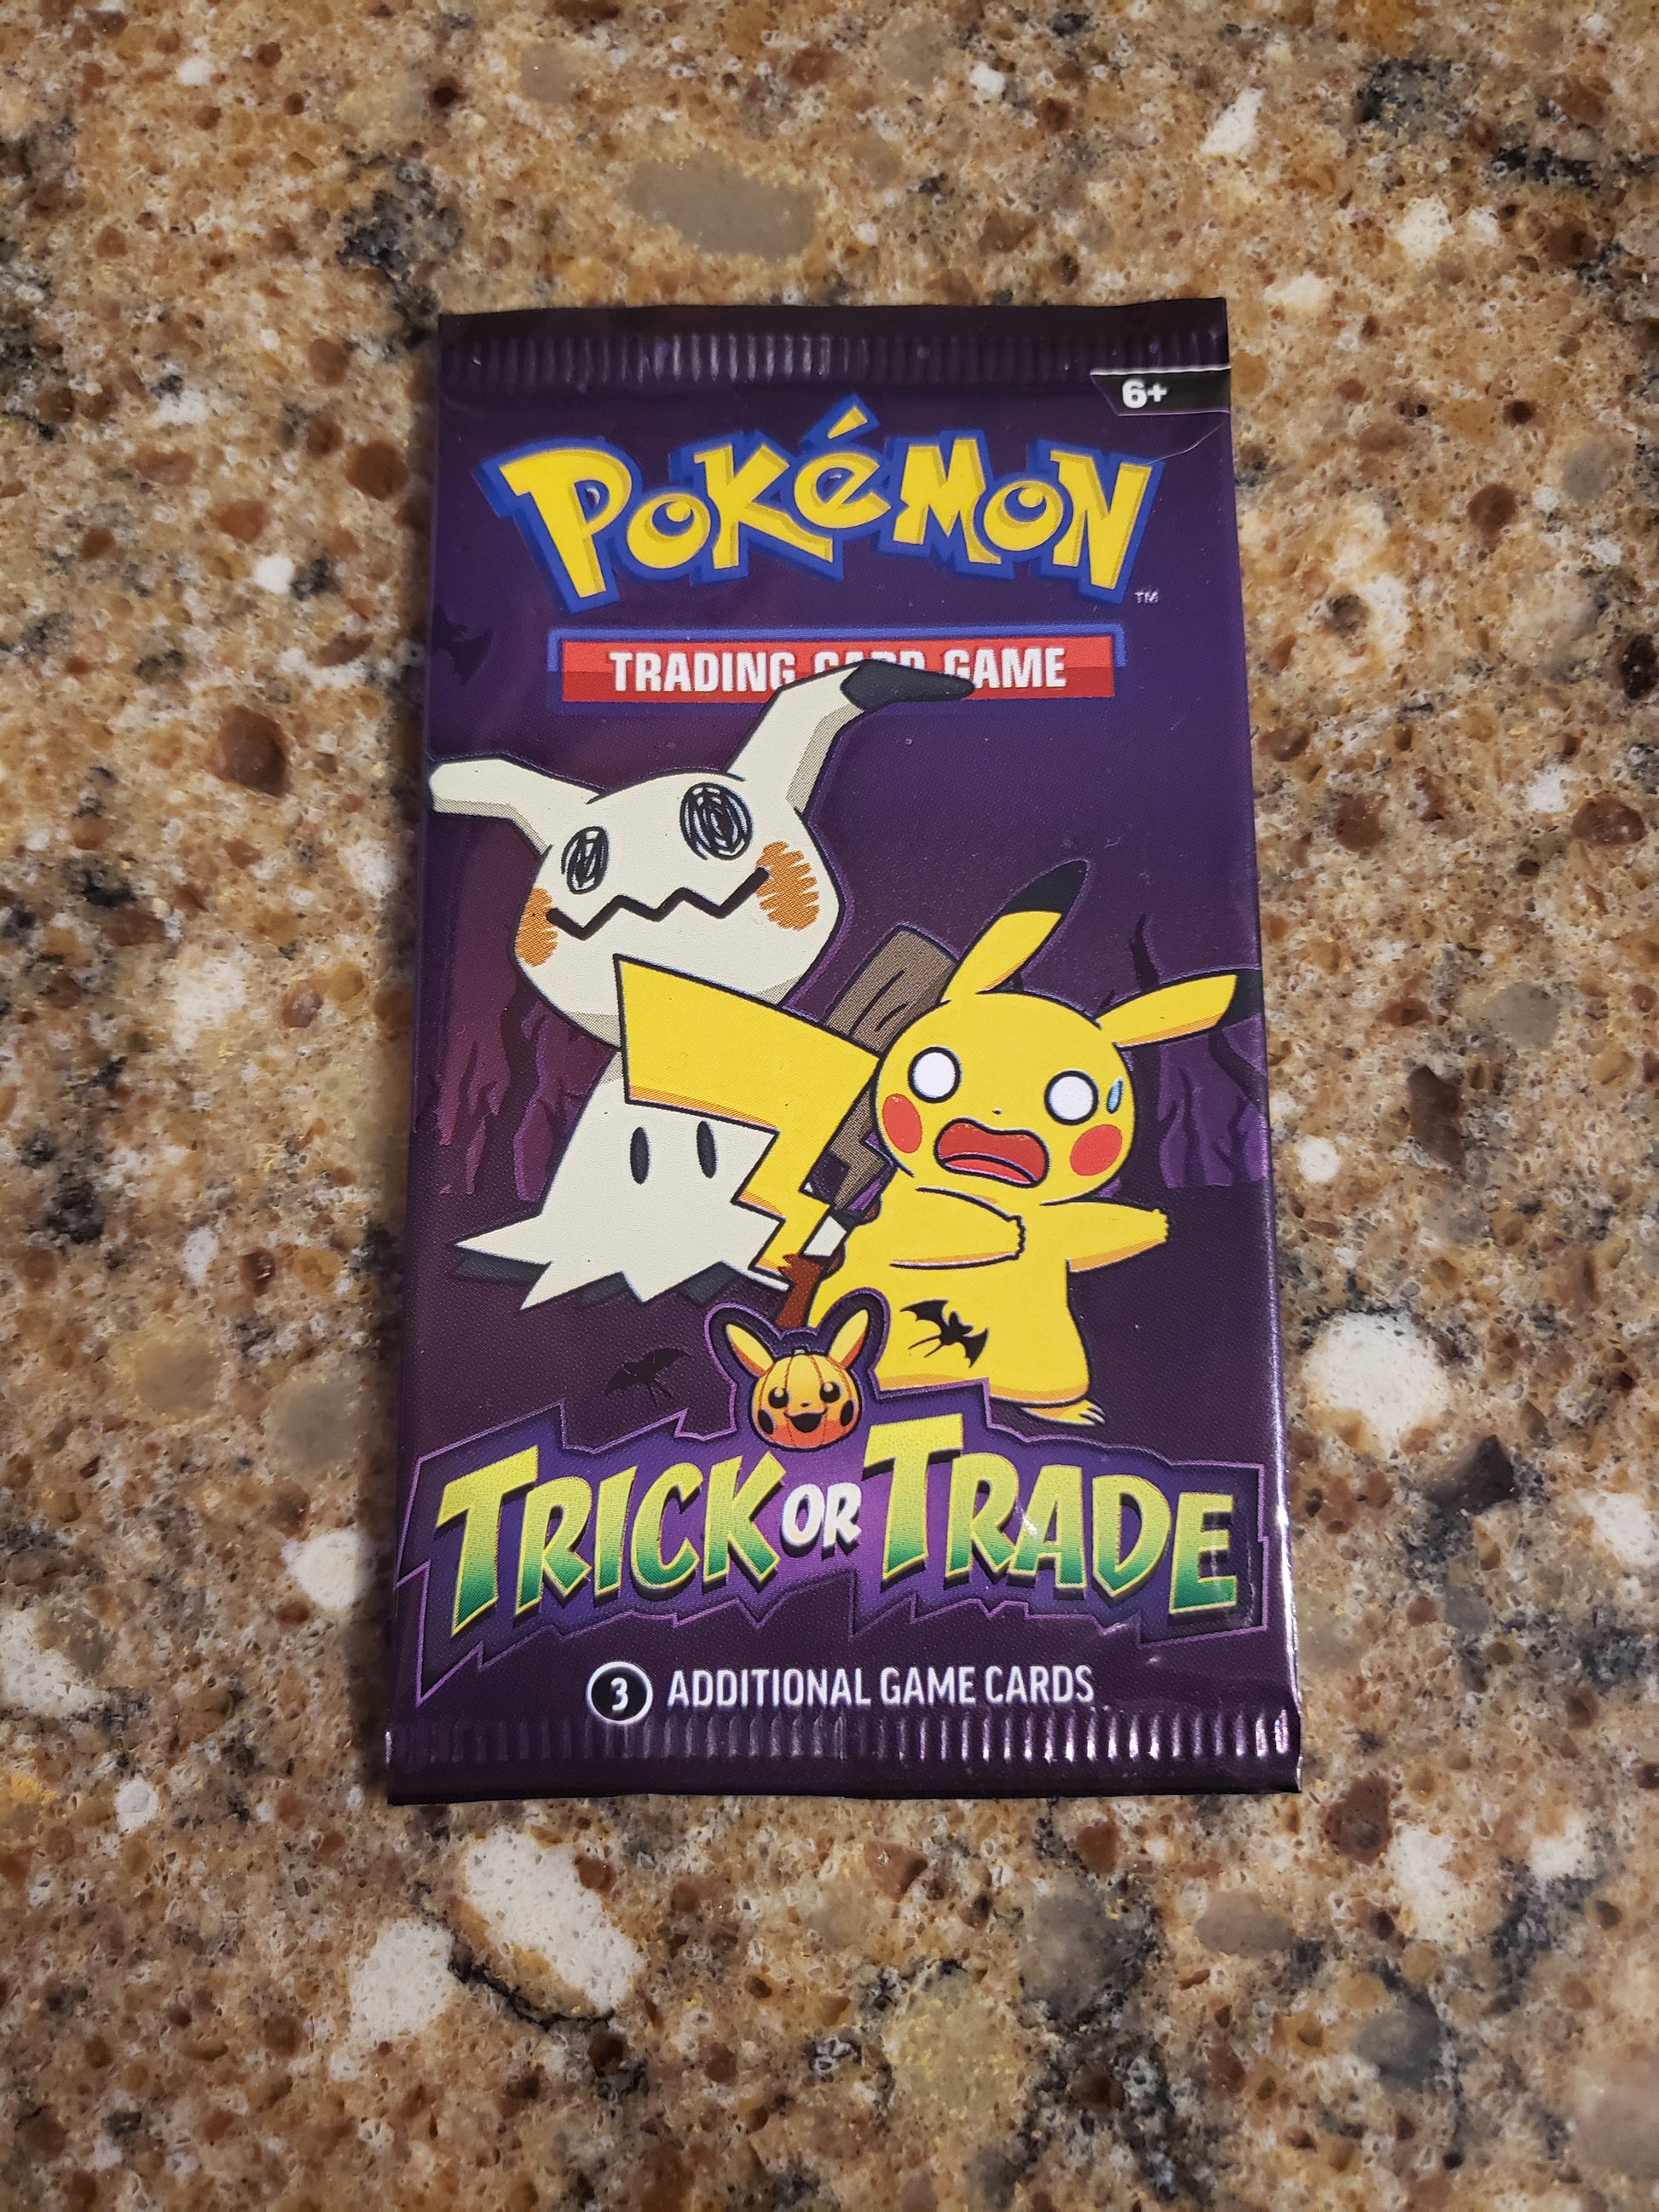 6+
POKéMON
TM
TRADING CARD GAME
TRICK OR TRADE
3 ADDITIONAL GAME CARDS